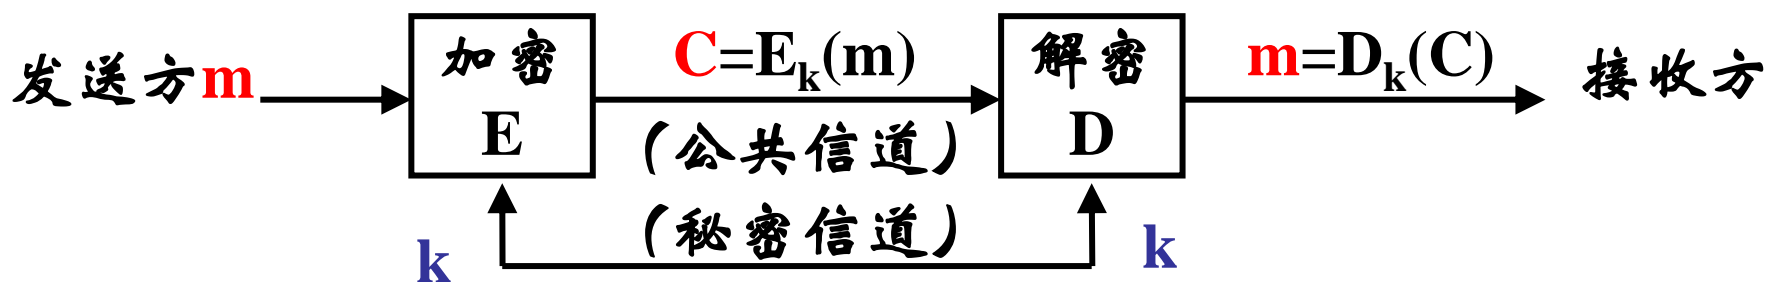 发送方m
加密
E
C=Eₖ(m)
(公共信道)
(秘密信道)
解密
D
m=Dₖ(C)
接收方
k
k